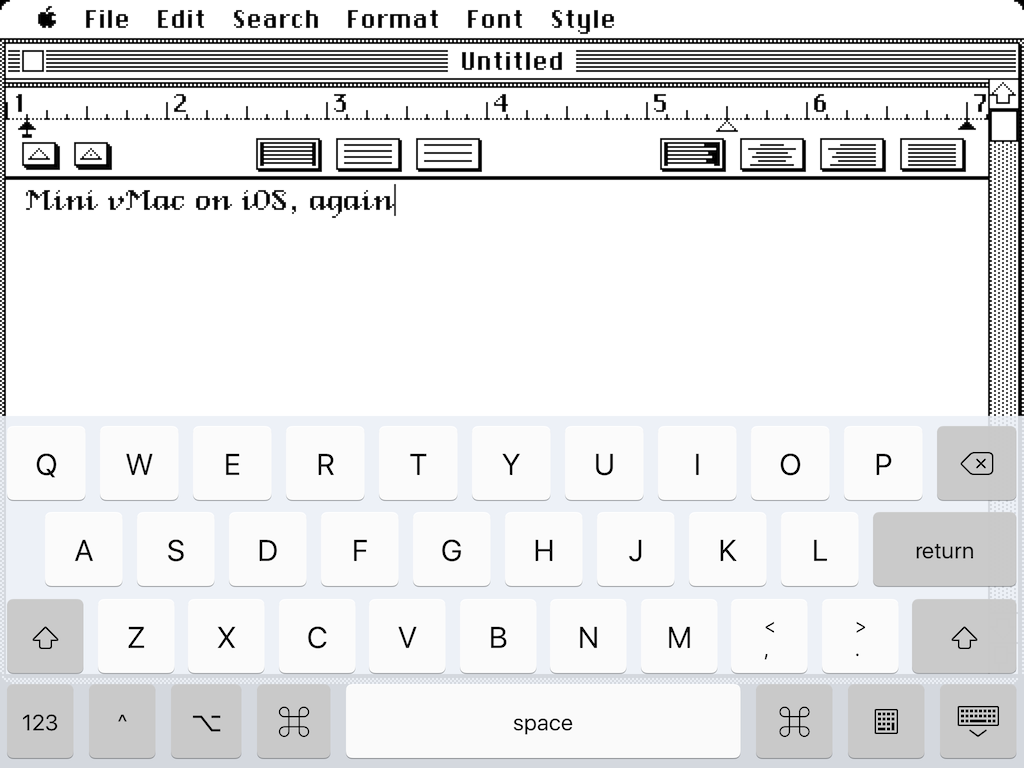 File Edit Search Format Font Style
Untitled
1 2 3 4 5 6 7
Mini vMac on iOS, again
Q W E R T Y U I O P
A S D F G H J K L return
Z X C V B N M < , > .
123 ^ ⌥ ⌘ space ⌘